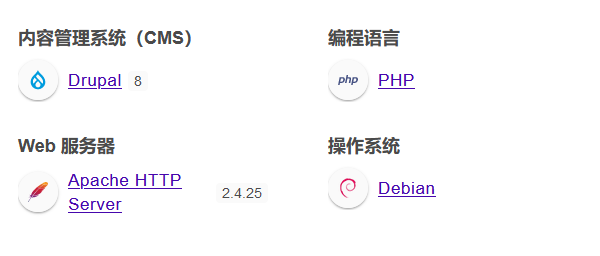 内容管理系统（CMS）
Drupal 8
编程语言
php PHP
Web 服务器
Apache HTTP
Server
2.4.25
操作系统
Debian